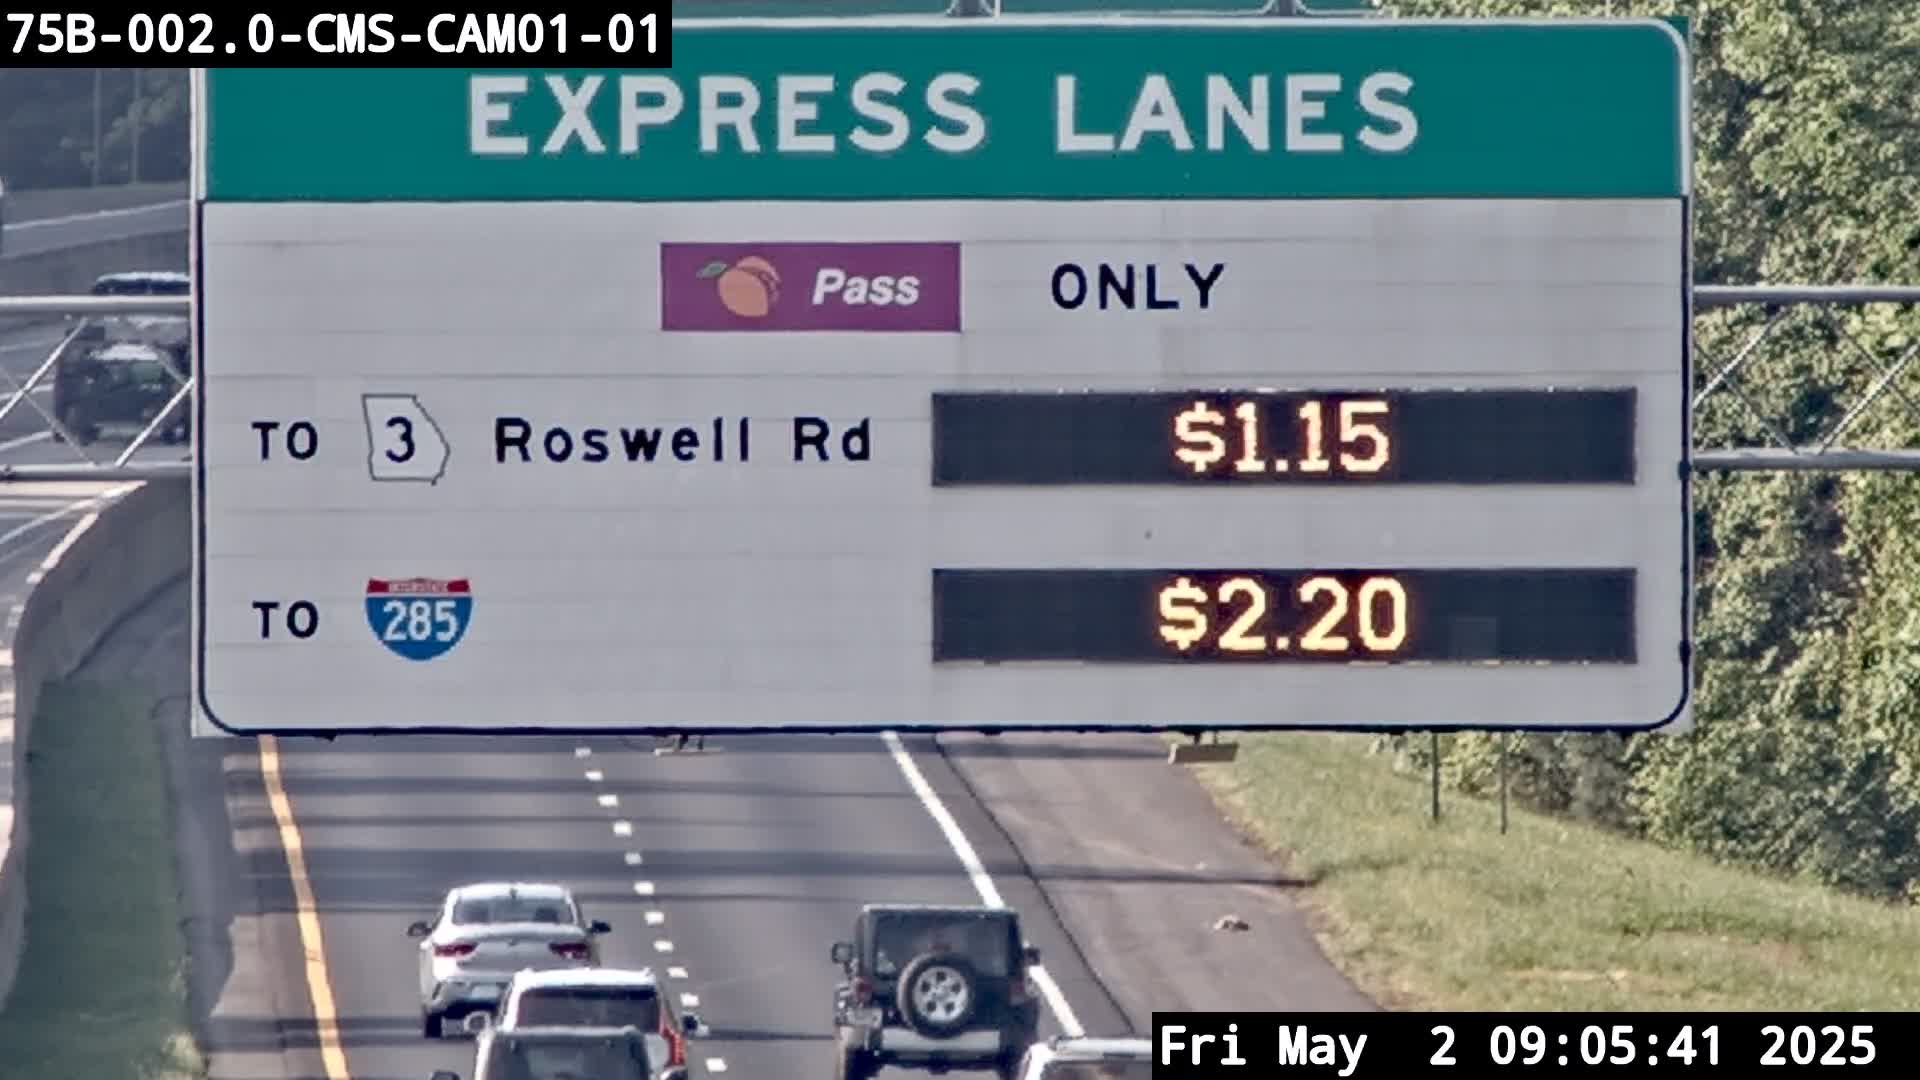 75B-002.0-CMS-CAM01-01
EXPRESS LANES
Pass ONLY
TO 3 Roswell Rd $1.15
INTERSTATE
TO 285 $2.20
Fri May 2 09:05:41 2025